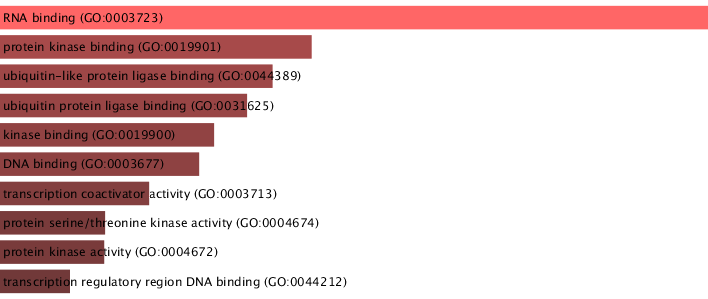 RNA binding (GO:0003723)
protein kinase binding (GO:0019901)
ubiquitin-like protein ligase binding (GO:0044389)
ubiquitin protein ligase binding (GO:0031625)
kinase binding (GO:0019900)
DNA binding (GO:0003677)
transcription coactivator activity (GO:0003713)
protein serine/threonine kinase activity (GO:0004674)
protein kinase activity (GO:0004672)
transcription regulatory region DNA binding (GO:0044212)